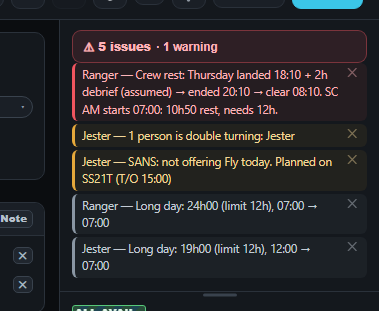 ⚠ 5 issues · 1 warning
Ranger — Crew rest: Thursday landed 18:10 + 2h
debrief (assumed) → ended 20:10 → clear 08:10. SC
AM starts 07:00: 10h50 rest, needs 12h.
Jester — 1 person is double turning: Jester
Jester — SANS: not offering Fly today. Planned on
SS21T (T/O 15:00)
Ranger — Long day: 24h00 (limit 12h), 07:00 →
07:00
Jester — Long day: 19h00 (limit 12h), 12:00 →
07:00
Note